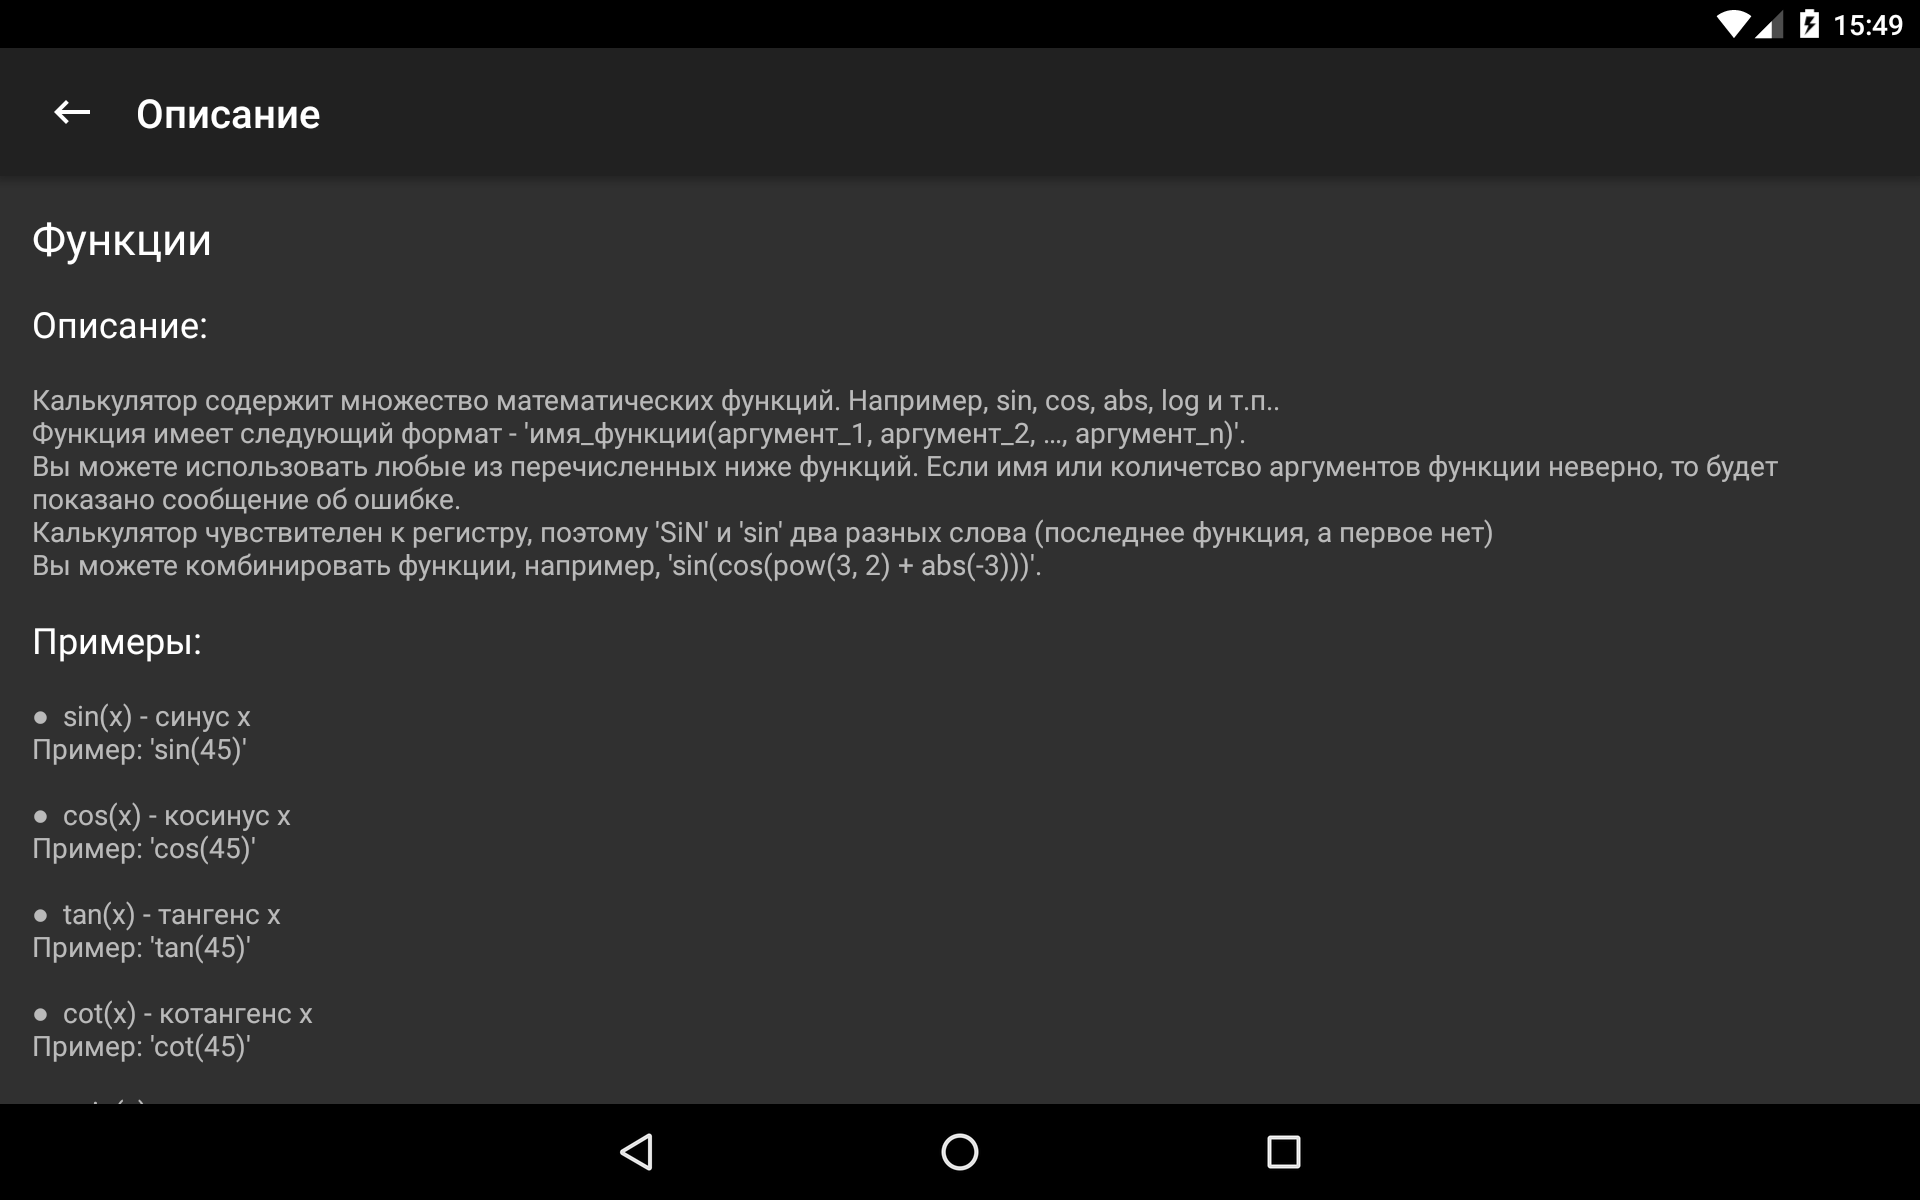 15:49
Описание
Функции
Описание:
Калькулятор содержит множество математических функций. Например, sin, cos, abs, log и т.п..
Функция имеет следующий формат - 'имя_функции(аргумент_1, аргумент_2, ..., аргумент_n)'.
Вы можете использовать любые из перечисленных ниже функций. Если имя или количетсво аргументов функции неверно, то будет
показано сообщение об ошибке.
Калькулятор чувствителен к регистру, поэтому 'SiN' и 'sin' два разных слова (последнее функция, а первое нет)
Вы можете комбинировать функции, например, 'sin(cos(pow(3, 2) + abs(-3)))'.
Примеры:
● sin(x) - синус x
Пример: 'sin(45)'
● cos(x) - косинус x
Пример: 'cos(45)'
● tan(x) - тангенс x
Пример: 'tan(45)'
● cot(x) - котангенс x
Пример: 'cot(45)'